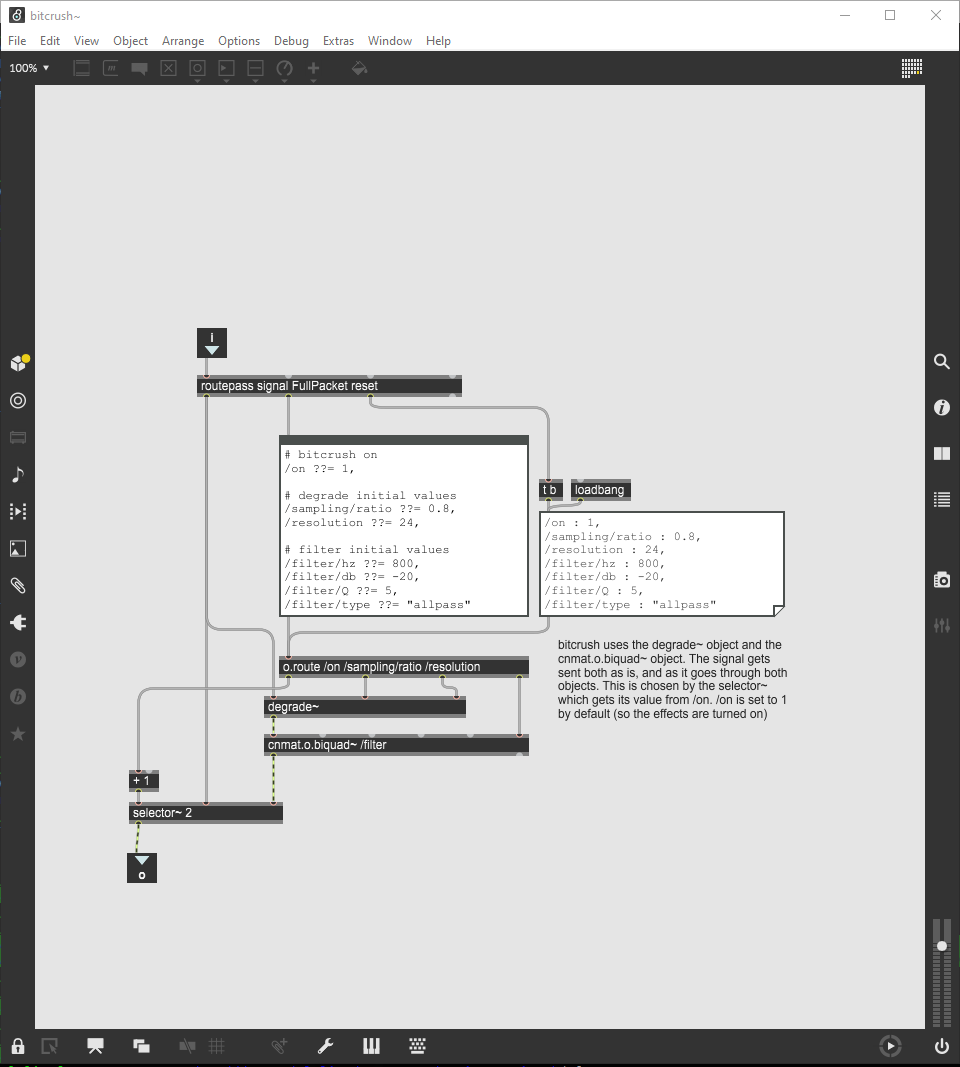 bitcrush~
File Edit View Object Arrange Options Debug Extras Window Help
100%
i
routepass signal FullPacket reset
# bitcrush on
/on ??= 1,
# degrade initial values
/sampling/ratio ??= 0.8,
/resolution ??= 24,
# filter initial values
/filter/hz ??= 800,
/filter/db ??= -20,
/filter/Q ??= 5,
/filter/type ??= "allpass"
t b
loadbang
/on : 1,
/sampling/ratio : 0.8,
/resolution : 24,
/filter/hz : 800,
/filter/db : -20,
/filter/Q : 5,
/filter/type : "allpass"
bitcrush uses the degrade~ object and the
cnmat.o.biquad~ object. The signal gets
sent both as is, and as it goes through both
objects. This is chosen by the selector~
which gets its value from /on. /on is set to 1
by default (so the effects are turned on)
o.route /on /sampling/ratio /resolution
degrade~
cnmat.o.biquad~ /filter
+ 1
selector~ 2
o